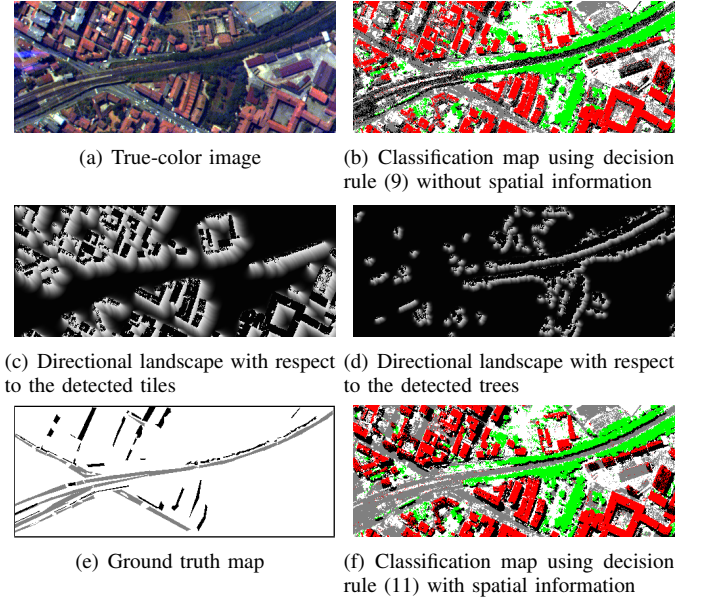 (a) True-color image
(b) Classification map using decision
rule (9) without spatial information
(c) Directional landscape with respect
to the detected tiles
(d) Directional landscape with respect
to the detected trees
(e) Ground truth map
(f) Classification map using decision
rule (11) with spatial information